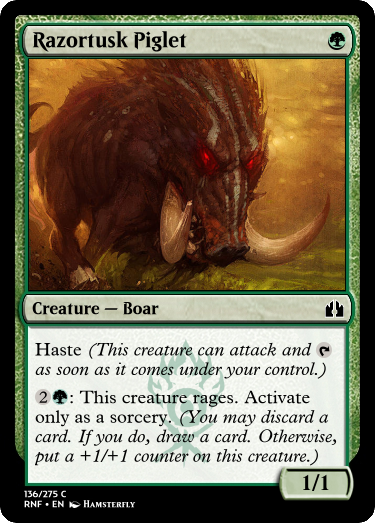 Razortusk Piglet
Creature — Boar
Haste (This creature can attack and
as soon as it comes under your control.)
2: This creature rages. Activate
only as a sorcery. (You may discard a
card. If you do, draw a card. Otherwise,
put a +1/+1 counter on this creature.)
1/1
136/275 C
RNF • EN Hamsterfly